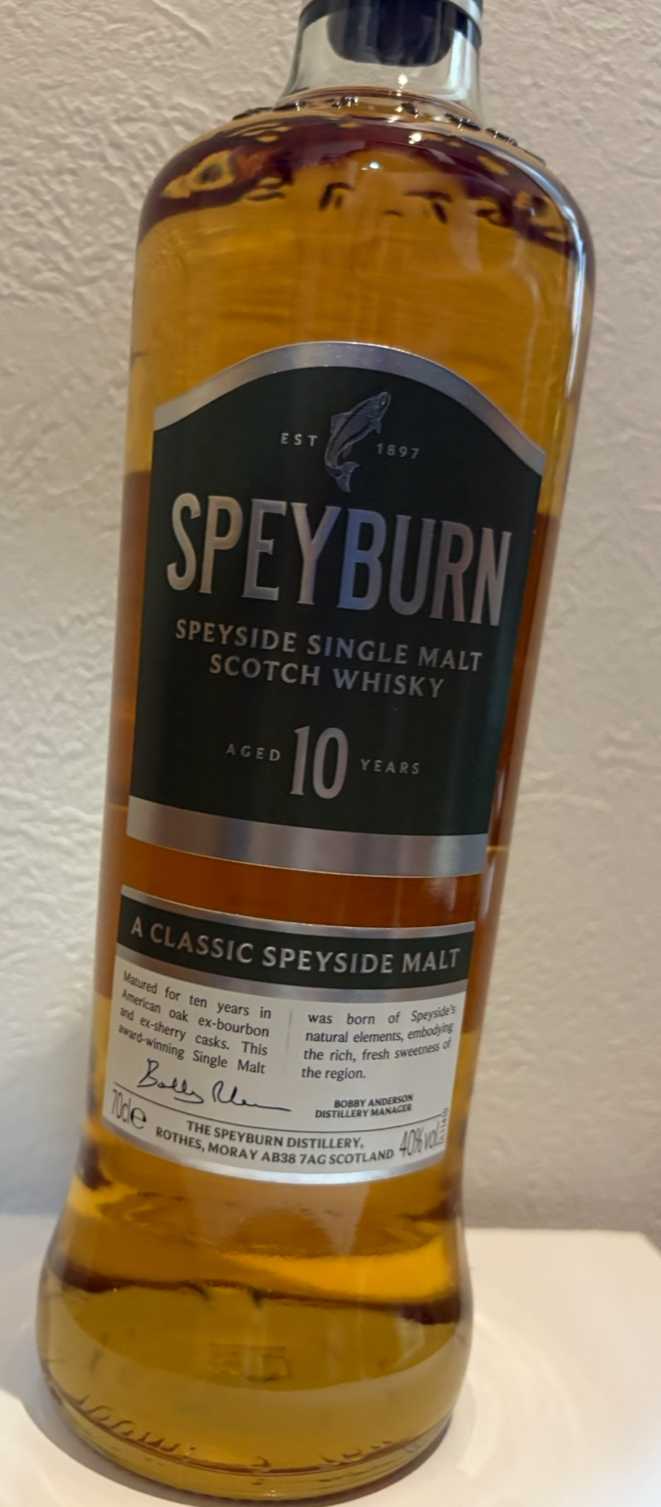 EST 1897
SPEYBURN
SPEYSIDE SINGLE MALT
SCOTCH WHISKY
AGED 10 YEARS
A CLASSIC SPEYSIDE MALT
Matured for ten years in
American oak ex-bourbon
and ex-sherry casks. This
award-winning Single Malt
was born of Speyside's
natural elements, embodying
the rich, fresh sweetness of
the region.
BOBBY ANDERSON
DISTILLERY MANAGER
70cl e
THE SPEYBURN DISTILLERY,
ROTHES, MORAY AB38 7AG SCOTLAND
40%vol